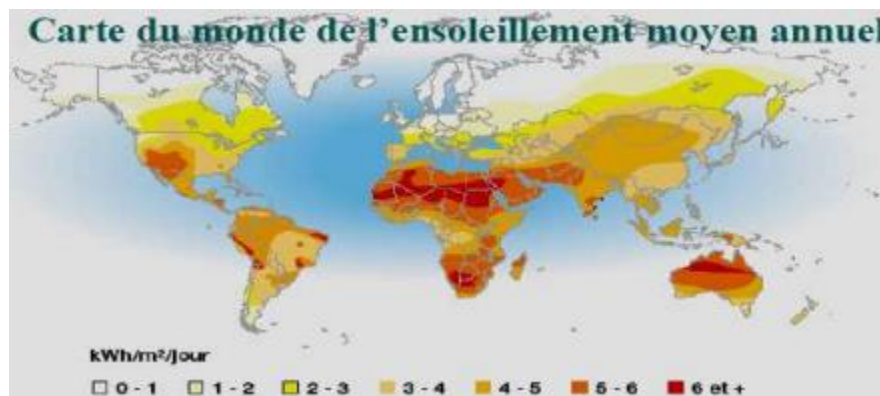 Carte du monde de l'ensoleillement moyen annuel
kWh/m²/jour
0 - 1 1 - 2 2 - 3 3 - 4 4 - 5 5 - 6 6 et +